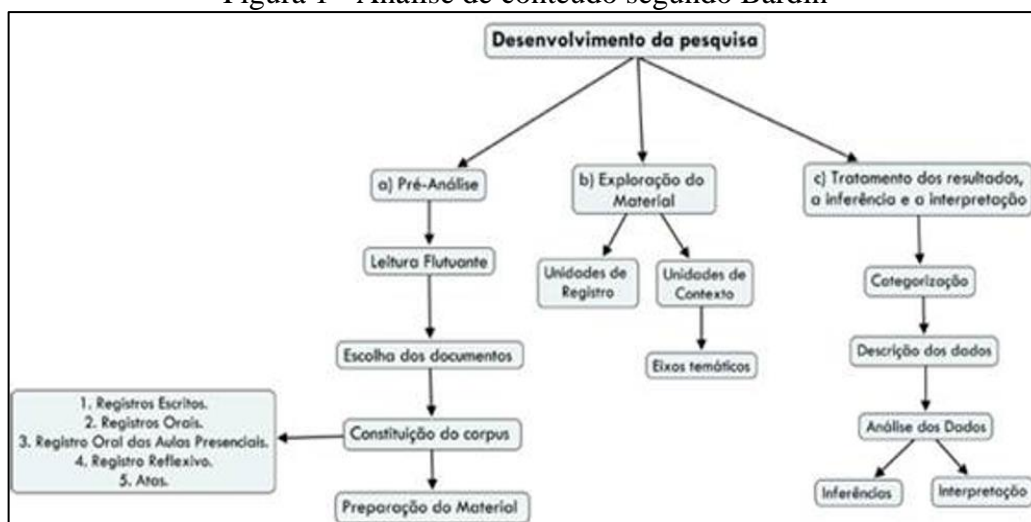 Figura 1 - Análise de conteúdo segundo Bardin
Desenvolvimento da pesquisa
a) Pré-Análise
Leitura Flutuante
Escolha dos documentos
Constituição do corpus
1. Registros Escritos.
2. Registros Orais.
3. Registro Oral das Aulas Presenciais.
4. Registro Reflexivo.
5. Atas.
Preparação do Material
b) Exploração do
Material
Unidades de
Registro
Unidades de
Contexto
Eixos temáticos
c) Tratamento dos resultados,
a inferência e a interpretação
Categorização
Descrição dos dados
Análise dos Dados
Inferências
Interpretação